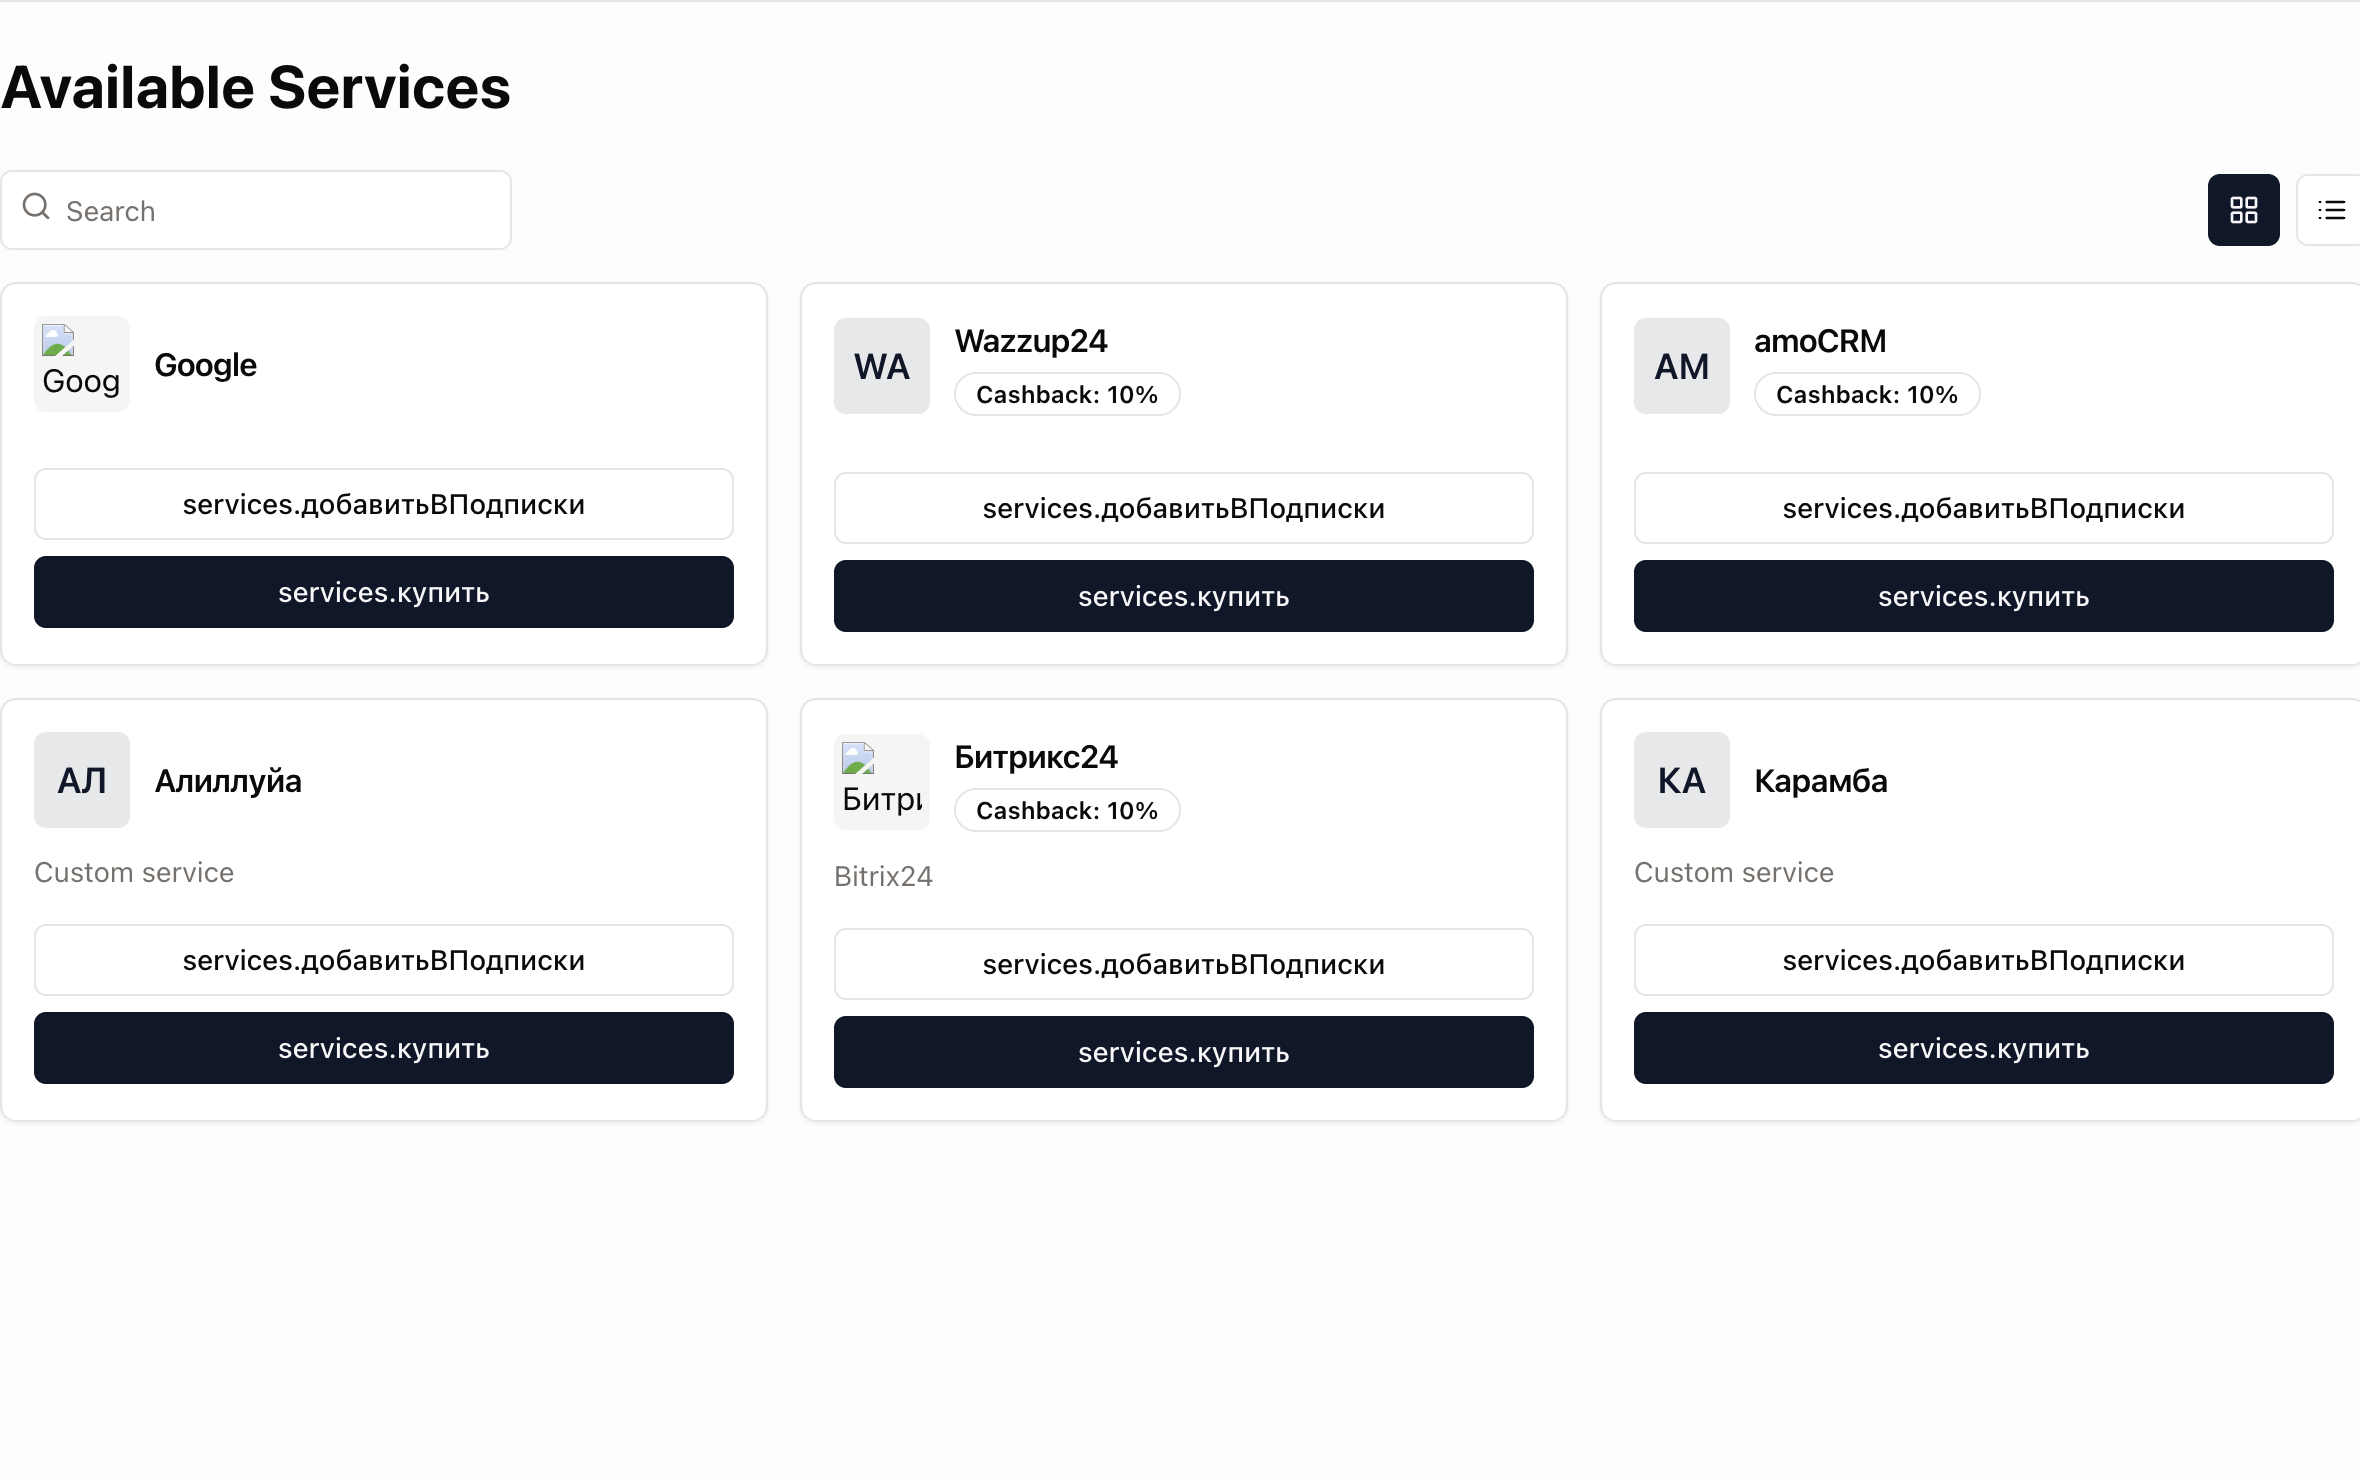 Available Services
Search
Goog
Google
WA
Wazzup24
Cashback: 10%
AM
amoCRM
Cashback: 10%
services.добавитьВПодписки
services.добавитьВПодписки
services.добавитьВПодписки
services.купить
services.купить
services.купить
АЛ
Алиллуйа
Битри
Битрикс24
Cashback: 10%
КА
Карамба
Custom service
Bitrix24
Custom service
services.добавитьВПодписки
services.добавитьВПодписки
services.добавитьВПодписки
services.купить
services.купить
services.купить